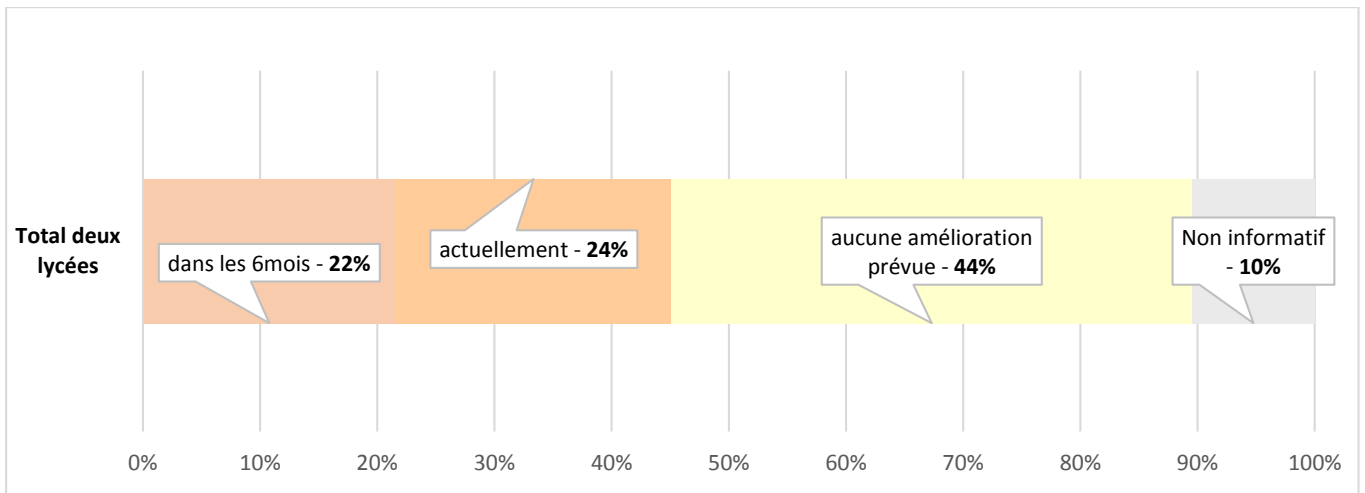 Total deux
lycées
dans les 6mois - 22%
actuellement - 24%
aucune amélioration
prévue - 44%
Non informatif
- 10%
0%
10%
20%
30%
40%
50%
60%
70%
80%
90%
100%